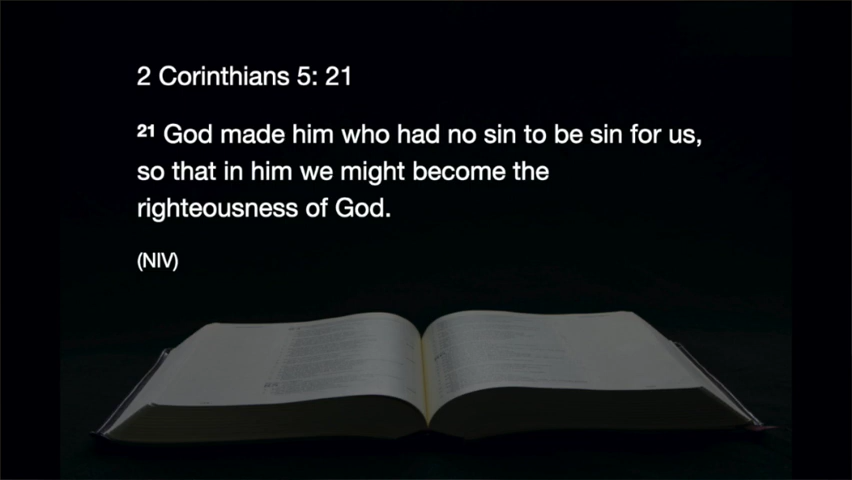 2 Corinthians 5: 21
21 God made him who had no sin to be sin for us,
so that in him we might become the
righteousness of God.
(NIV)